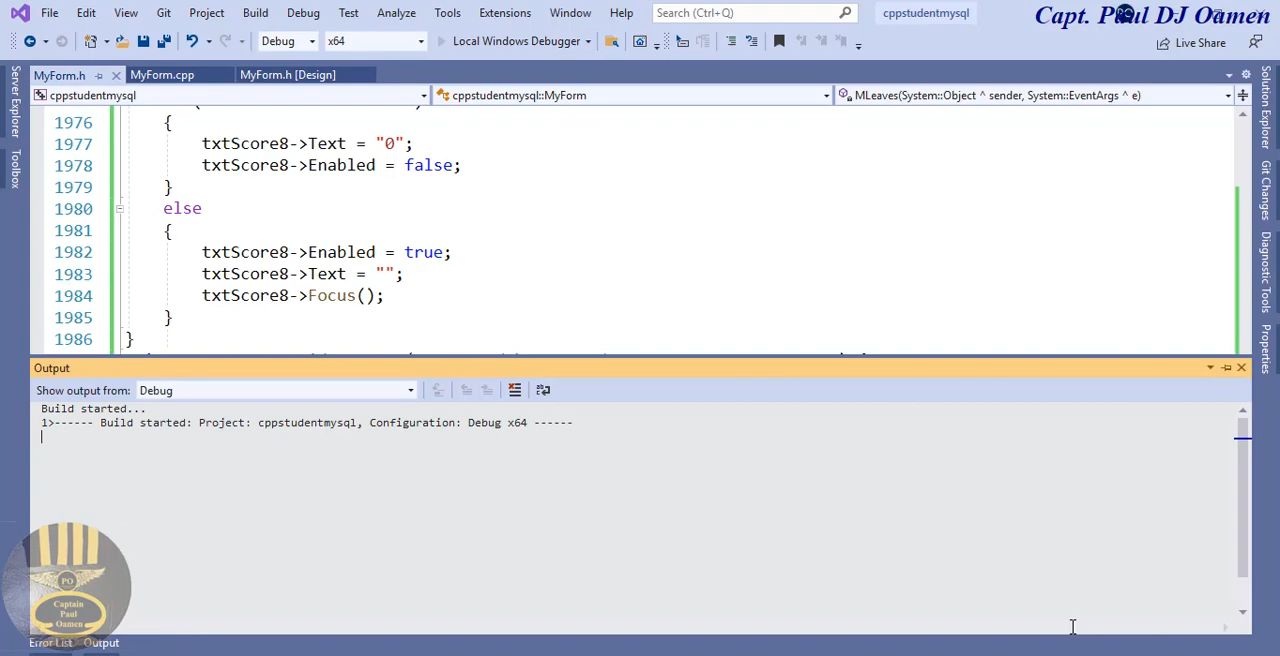 File Edit View Git Project Build Debug Test Analyze Tools Extensions Window Help Search (Ctrl+Q) cppstudentmysql
Capt. Paul DJ Oamen
Debug x64 Local Windows Debugger Live Share
MyForm.h MyForm.cpp MyForm.h [Design]
cppstudentmysql cppstudentmysql::MyForm MLeaves(System::Object ^ sender, System::EventArgs ^ e)
Server Explorer
Toolbox
Solution Explorer
Git Changes
Diagnostic Tools
Properties
1976 {
1977 txtScore8->Text = "0";
1978 txtScore8->Enabled = false;
1979 }
1980 else
1981 {
1982 txtScore8->Enabled = true;
1983 txtScore8->Text = "";
1984 txtScore8->Focus();
1985 }
1986 }
Output
Show output from: Debug
Build started...
1>------ Build started: Project: cppstudentmysql, Configuration: Debug x64 ------
PO
Captain
Paul
Oamen
Error List Output